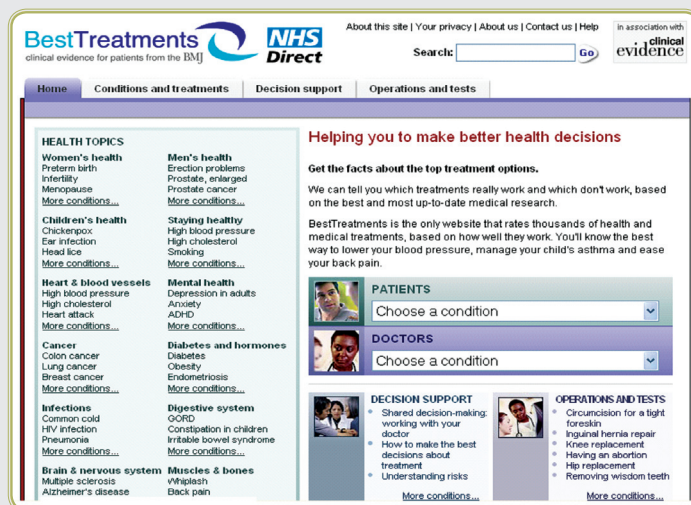 About this site | Your privacy | About us | Contact us | Help
BestTreatments
clinical evidence for patients from the BMJ
NHS
Direct
Search:
Go
in association with
clinical
evidence
Home
Conditions and treatments
Decision support
Operations and tests
HEALTH TOPICS
Women's health
Preterm birth
Infertility
Menopause
More conditions...
Men's health
Erection problems
Prostate, enlarged
Prostate cancer
More conditions...
Children's health
Chickenpox
Ear infection
Head lice
More conditions...
Staying healthy
High blood pressure
High cholesterol
Smoking
More conditions...
Heart & blood vessels
High blood pressure
High cholesterol
Heart attack
More conditions...
Mental health
Depression in adults
Anxiety
ADHD
More conditions...
Cancer
Colon cancer
Lung cancer
Breast cancer
More conditions...
Diabetes and hormones
Diabetes
Obesity
Endometriosis
More conditions...
Infections
Common cold
HIV infection
Pneumonia
More conditions...
Digestive system
GORD
Constipation in children
Irritable bowel syndrome
More conditions...
Brain & nervous system
Multiple sclerosis
Alzheimer's disease
Muscles & bones
Whiplash
Back pain
Helping you to make better health decisions
Get the facts about the top treatment options.
We can tell you which treatments really work and which don't work, based
on the best and most up-to-date medical research.
BestTreatments is the only website that rates thousands of health and
medical treatments, based on how well they work. You'll know the best
way to lower your blood pressure, manage your child's asthma and ease
your back pain.
PATIENTS
Choose a condition
DOCTORS
Choose a condition
DECISION SUPPORT
Shared decision-making:
working with your
doctor
How to make the best
decisions about
treatment
Understanding risks
More conditions...
OPERATIONS AND TESTS
Circumcision for a tight
foreskin
Inguinal hernia repair
Knee replacement
Having an abortion
Hip replacement
Removing wisdom teeth
More conditions...